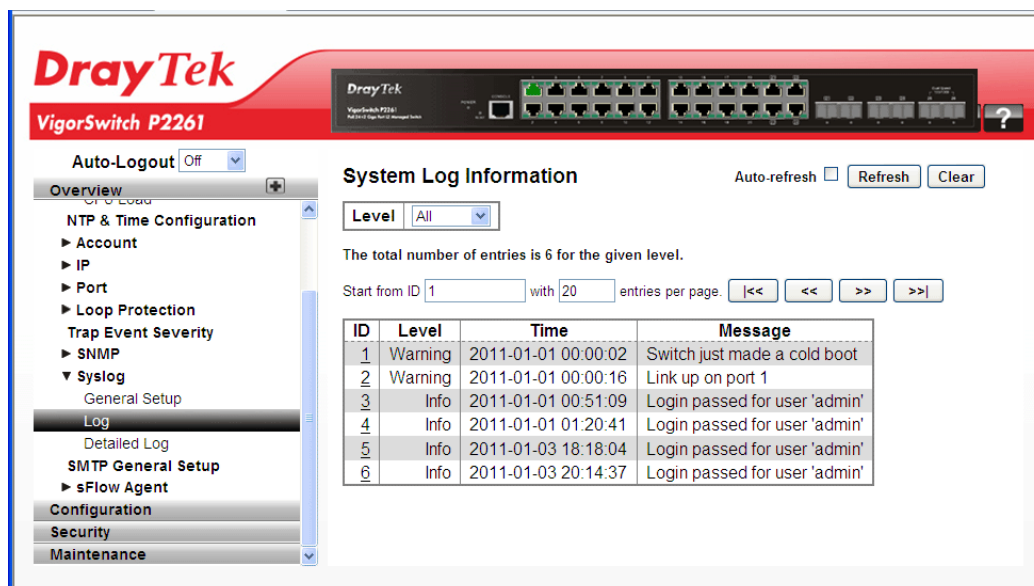 DrayTek
VigorSwitch P2261
DrayTek
VigorSwitch P2261
Auto-Logout Off
Overview
CPU Load
NTP & Time Configuration
► Account
► IP
► Port
► Loop Protection
Trap Event Severity
► SNMP
▼ Syslog
General Setup
Log
Detailed Log
SMTP General Setup
► sFlow Agent
Configuration
Security
Maintenance
?
System Log Information
Auto-refresh Refresh Clear
Level All
The total number of entries is 6 for the given level.
Start from ID 1 with 20 entries per page. |<< << >> >>|
ID Level Time Message
1 Warning 2011-01-01 00:00:02 Switch just made a cold boot
2 Warning 2011-01-01 00:00:16 Link up on port 1
3 Info 2011-01-01 00:51:09 Login passed for user 'admin'
4 Info 2011-01-01 01:20:41 Login passed for user 'admin'
5 Info 2011-01-03 18:18:04 Login passed for user 'admin'
6 Info 2011-01-03 20:14:37 Login passed for user 'admin'